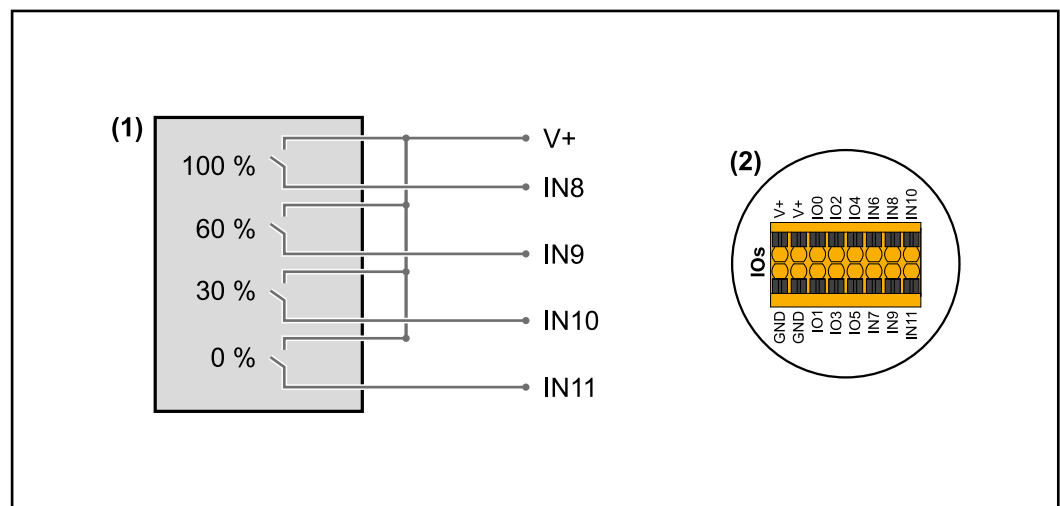 (1)
100 %
60 %
30 %
0 %
V+
IN8
IN9
IN10
IN11
(2)
IOs
V+ V+ IO0 IO2 IO4 IN6 IN8 IN10
GND GND IO1 IO3 IO5 IN7 IN9 IN11